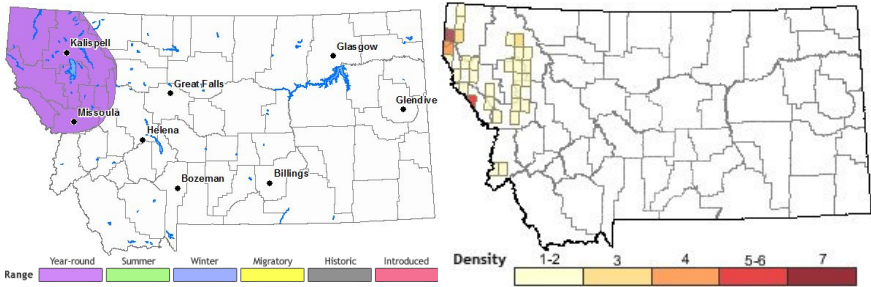 Kalispell
Glasgow
Great Falls
Glendive
Missoula
Helena
Bozeman
Billings
Year-round Summer Winter Migratory Historic Introduced
Range
Density 1-2 3 4 5-6 7